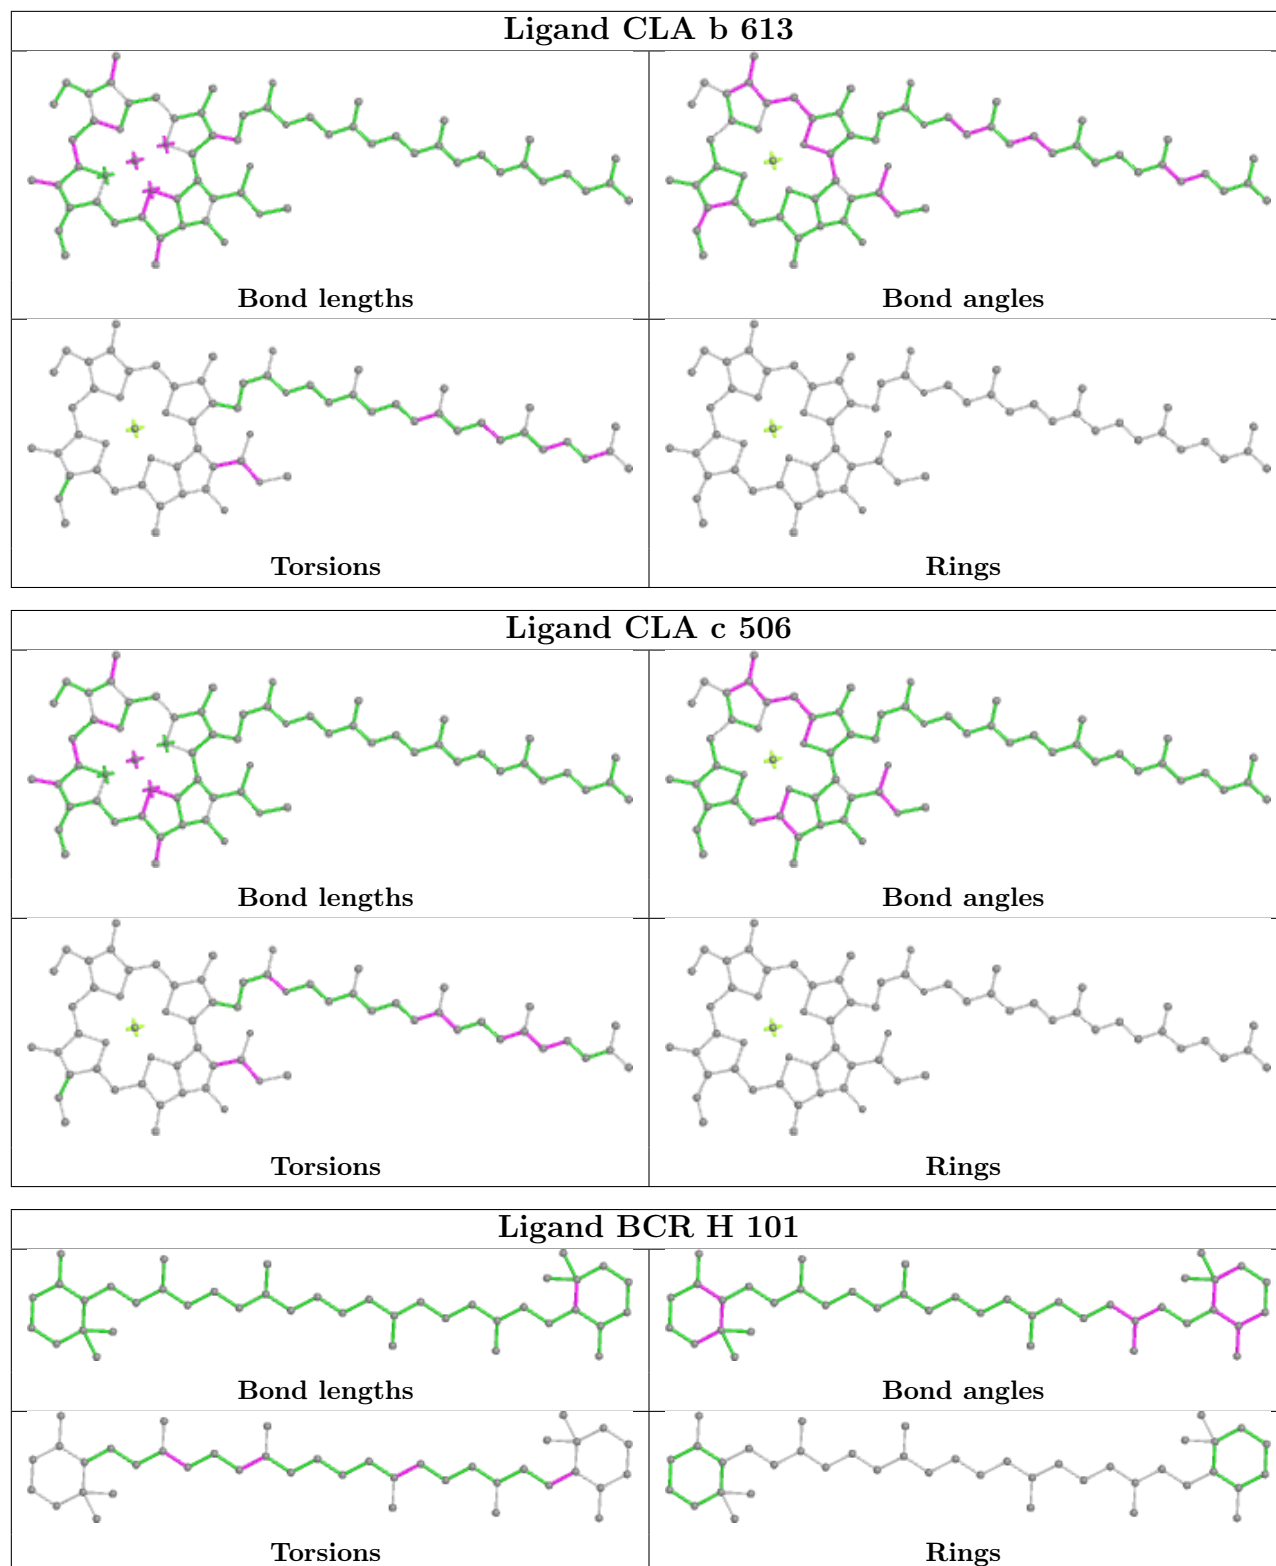 Ligand CLA b 613
Bond lengths
Bond angles
Torsions
Rings
Ligand CLA c 506
Bond lengths
Bond angles
Torsions
Rings
Ligand BCR H 101
Bond lengths
Bond angles
Torsions
Rings